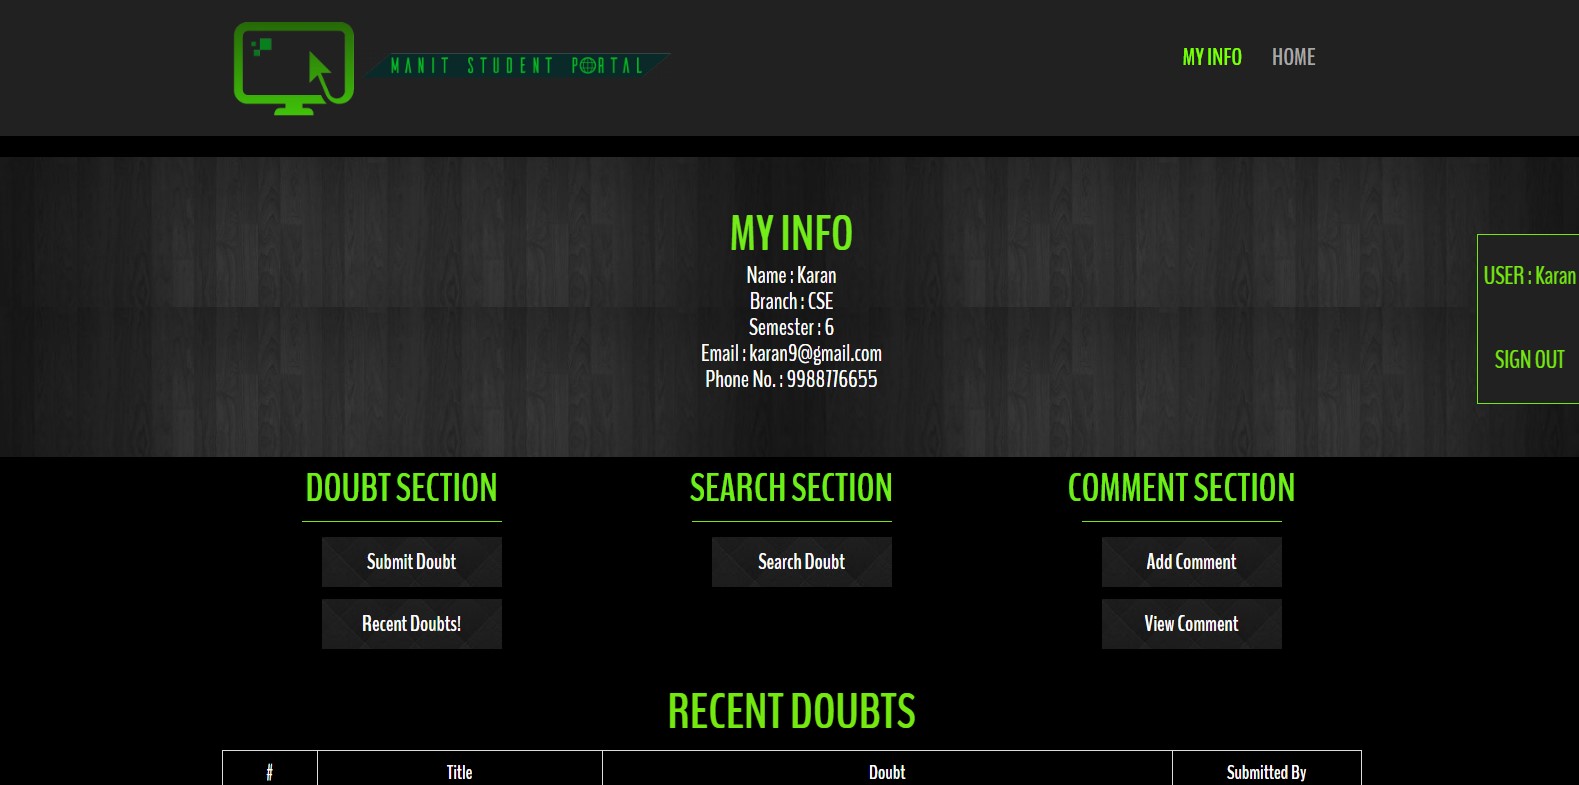 MANIT STUDENT PORTAL
MY INFO HOME
MY INFO
Name : Karan
Branch : CSE
Semester : 6
Email : karan9@gmail.com
Phone No. : 9988776655
USER : Karan
SIGN OUT
DOUBT SECTION SEARCH SECTION COMMENT SECTION
Submit Doubt Search Doubt Add Comment
Recent Doubts! View Comment
RECENT DOUBTS
# Title Doubt Submitted By